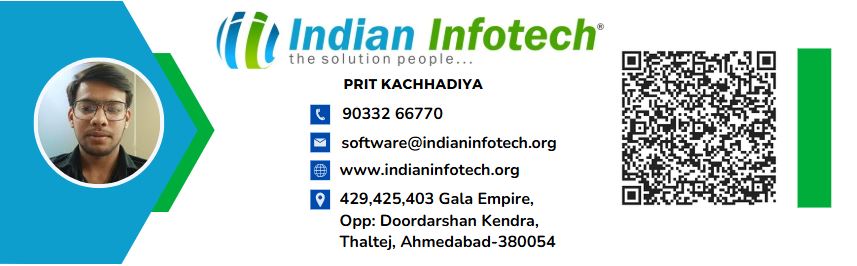 Indian Infotech®
the solution people...
PRIT KACHHADIYA
90332 66770
software@indianinfotech.org
www.indianinfotech.org
429,425,403 Gala Empire,
Opp: Doordarshan Kendra,
Thaltej, Ahmedabad-380054